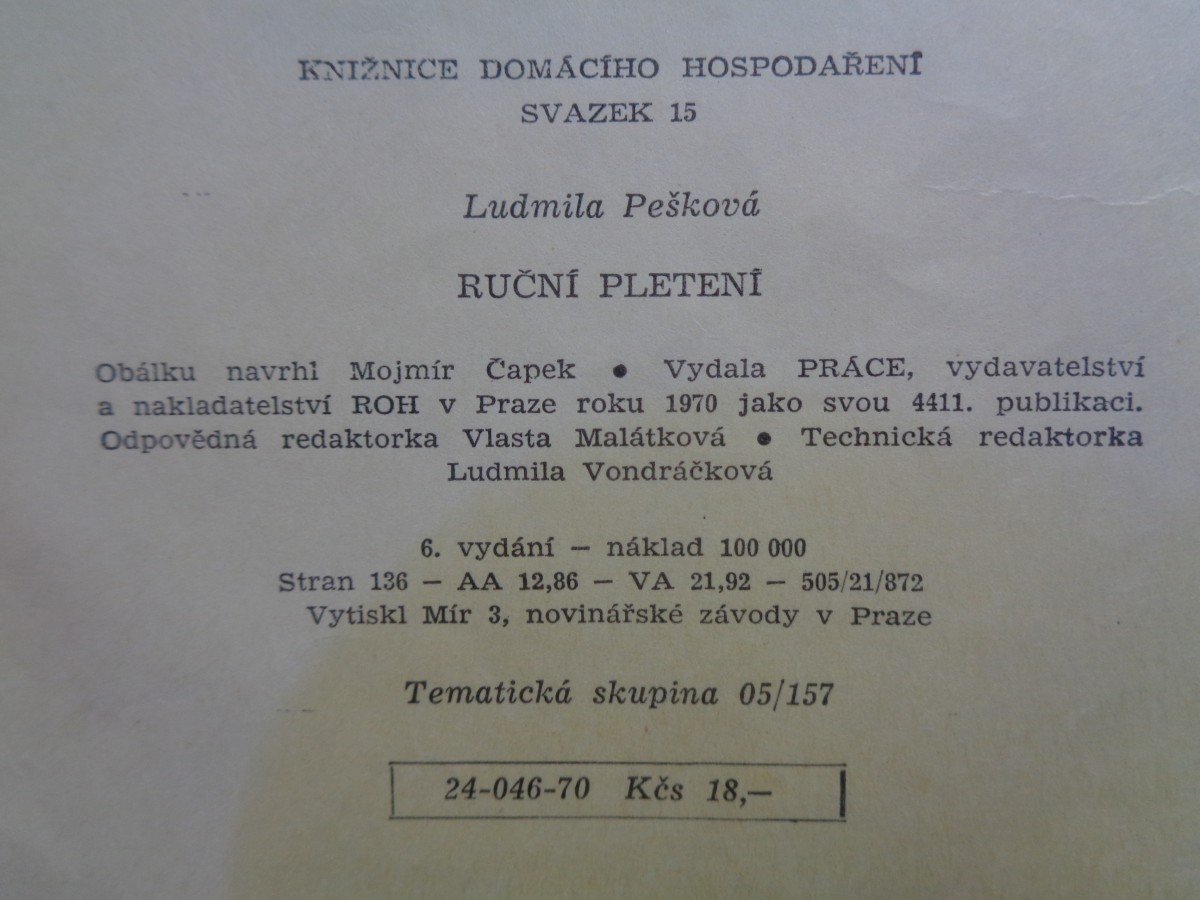 KNIŽNICE DOMÁCÍHO HOSPODAŘENÍ
SVAZEK 15
Ludmila Pešková
RUČNÍ PLETENÍ
Obálku navrhl Mojmír Čapek ● Vydala PRÁCE, vydavatelství
a nakladatelství ROH v Praze roku 1970 jako svou 4411. publikaci.
Odpovědná redaktorka Vlasta Malátková ● Technická redaktorka
Ludmila Vondráčková
6. vydání — náklad 100 000
Stran 136 — AA 12,86 — VA 21,92 — 505/21/872
Vytiskl Mír 3, novinářské závody v Praze
Tematická skupina 05/157
24-046-70 Kčs 18,—